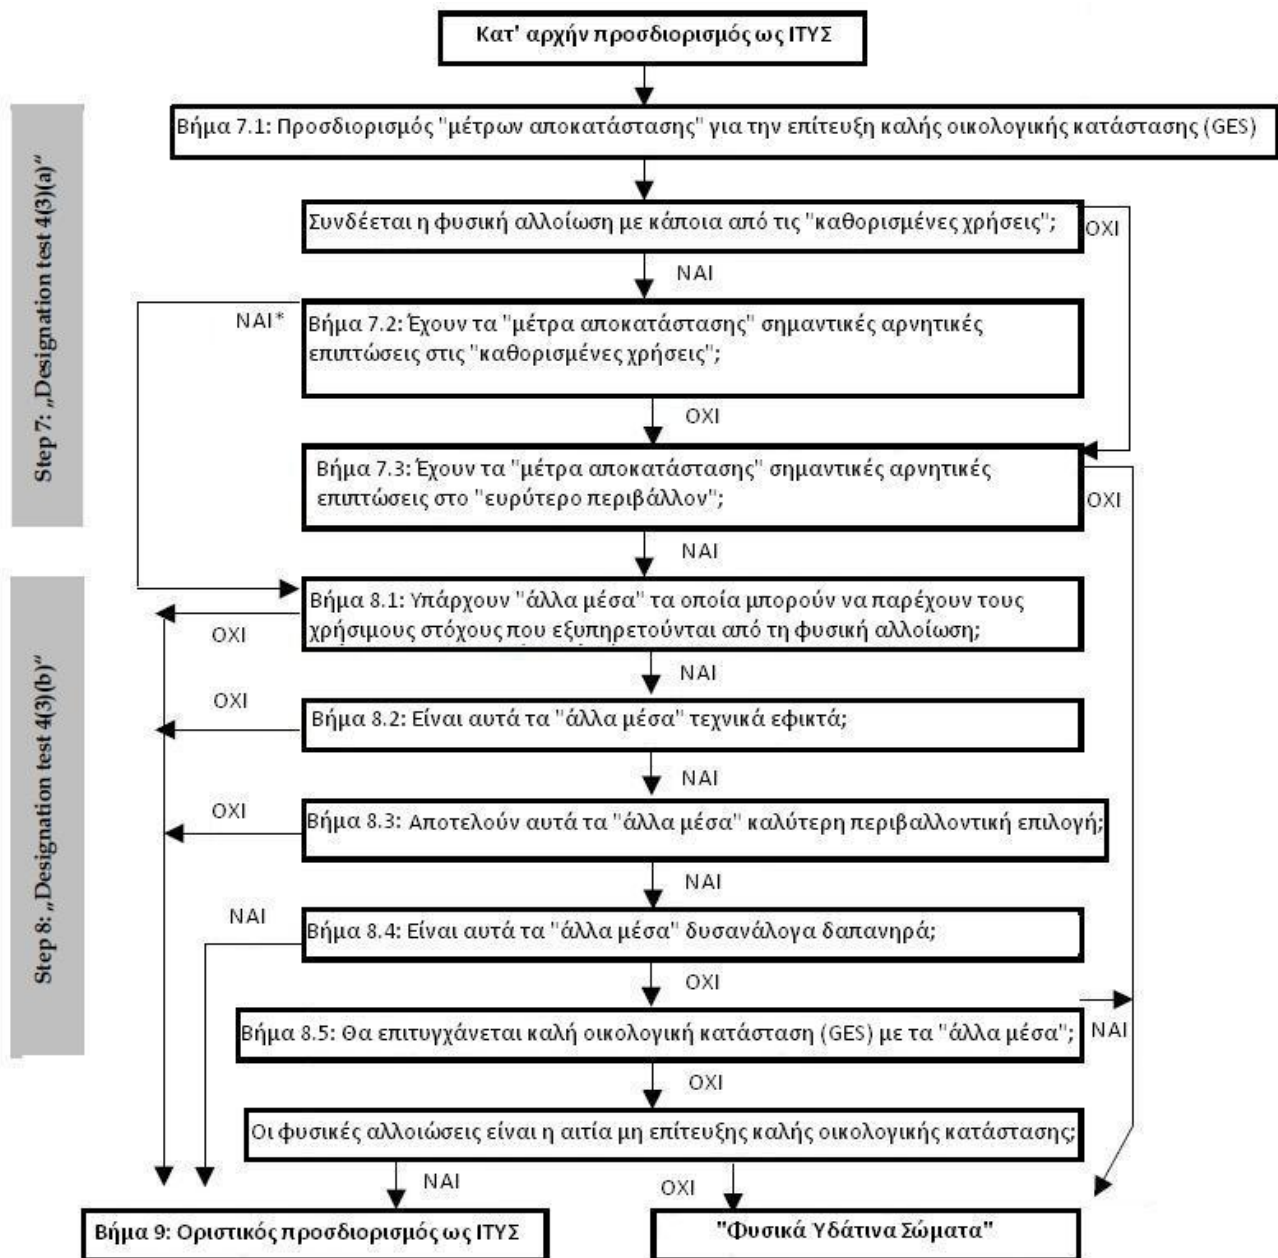 Κατ' αρχήν προσδιορισμός ως ΙΤΥΣ
Step 7: „Designation test 4(3)(a)“
Βήμα 7.1: Προσδιορισμός "μέτρων αποκατάστασης" για την επίτευξη καλής οικολογικής κατάστασης (GES)
Συνδέεται η φυσική αλλοίωση με κάποια από τις "καθορισμένες χρήσεις";
ΟΧΙ
ΝΑΙ
ΝΑΙ*
Βήμα 7.2: Έχουν τα "μέτρα αποκατάστασης" σημαντικές αρνητικές
επιπτώσεις στις "καθορισμένες χρήσεις";
ΟΧΙ
Βήμα 7.3: Έχουν τα "μέτρα αποκατάστασης" σημαντικές αρνητικές
επιπτώσεις στο "ευρύτερο περιβάλλον";
ΟΧΙ
ΝΑΙ
Step 8: „Designation test 4(3)(b)“
Βήμα 8.1: Υπάρχουν "άλλα μέσα" τα οποία μπορούν να παρέχουν τους
χρήσιμους στόχους που εξυπηρετούνται από τη φυσική αλλοίωση;
ΟΧΙ
ΝΑΙ
ΟΧΙ
Βήμα 8.2: Είναι αυτά τα "άλλα μέσα" τεχνικά εφικτά;
ΝΑΙ
ΟΧΙ
Βήμα 8.3: Αποτελούν αυτά τα "άλλα μέσα" καλύτερη περιβαλλοντική επιλογή;
ΝΑΙ
ΝΑΙ
Βήμα 8.4: Είναι αυτά τα "άλλα μέσα" δυσανάλογα δαπανηρά;
ΟΧΙ
Βήμα 8.5: Θα επιτυγχάνεται καλή οικολογική κατάσταση (GES) με τα "άλλα μέσα";
ΝΑΙ
ΟΧΙ
Οι φυσικές αλλοιώσεις είναι η αιτία μη επίτευξης καλής οικολογικής κατάστασης;
ΝΑΙ
ΟΧΙ
Βήμα 9: Οριστικός προσδιορισμός ως ΙΤΥΣ
"Φυσικά Υδάτινα Σώματα"